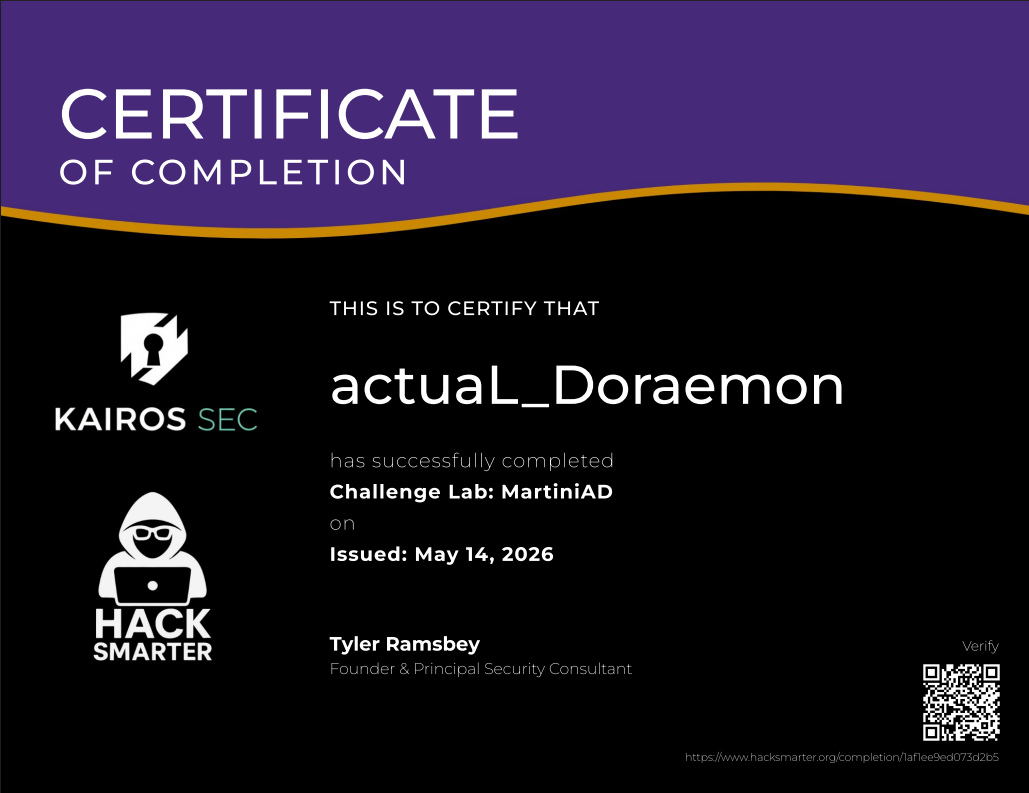 CERTIFICATE
OF COMPLETION
THIS IS TO CERTIFY THAT
actuaL_Doraemon
has successfully completed
Challenge Lab: MartiniAD
on
Issued: May 14, 2026
KAIROS SEC
HACK
SMARTER
Tyler Ramsbey
Founder & Principal Security Consultant
Verify
https://www.hacksmarter.org/completion/1af1ee9ed073d2b5